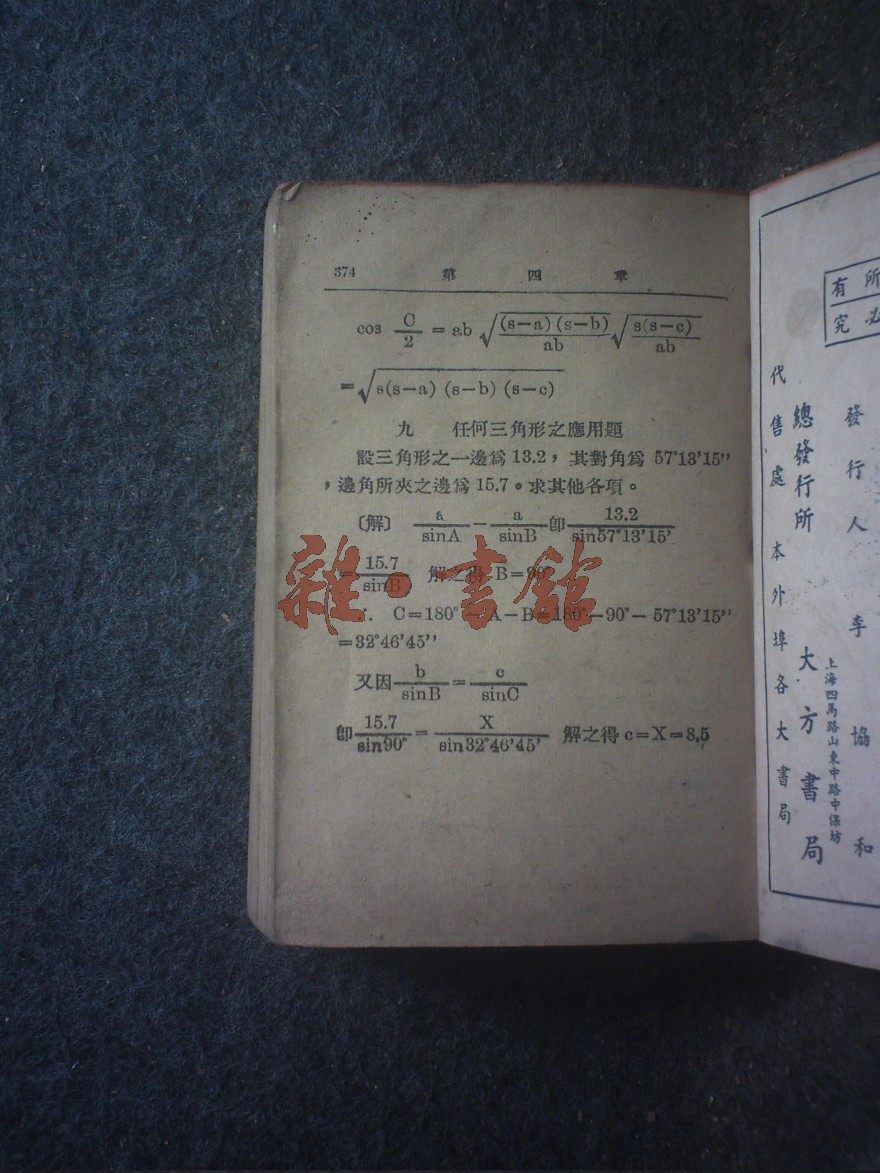 374 第四章
cos C/2 = ab √((s—a)(s—b)/ab) √(s(s—c)/ab)
=√(s(s—a) (s—b) (s—c))
九 任何三角形之應用題
設三角形之一邊爲 13.2，其對角爲 57°13'15"
，邊角所夾之邊爲 15.7。求其他各項。
〔解〕 a/sinA — a/sinB 卽 13.2/sin57°13'15'
=15.7/sinB 解之得 B=90°
∴ C=180°—A—B=180°—90°— 57°13'15"
=32°46'45"
又因 b/sinB = c/sinC
卽 15.7/sin90° = X/sin32°46'45' 解之得 c=X=8.5
雜·書館
所有
必究
發行人 李協和
上海四馬路山東中路中保坊
總發行所 大方書局
代售處 本外埠各大書局